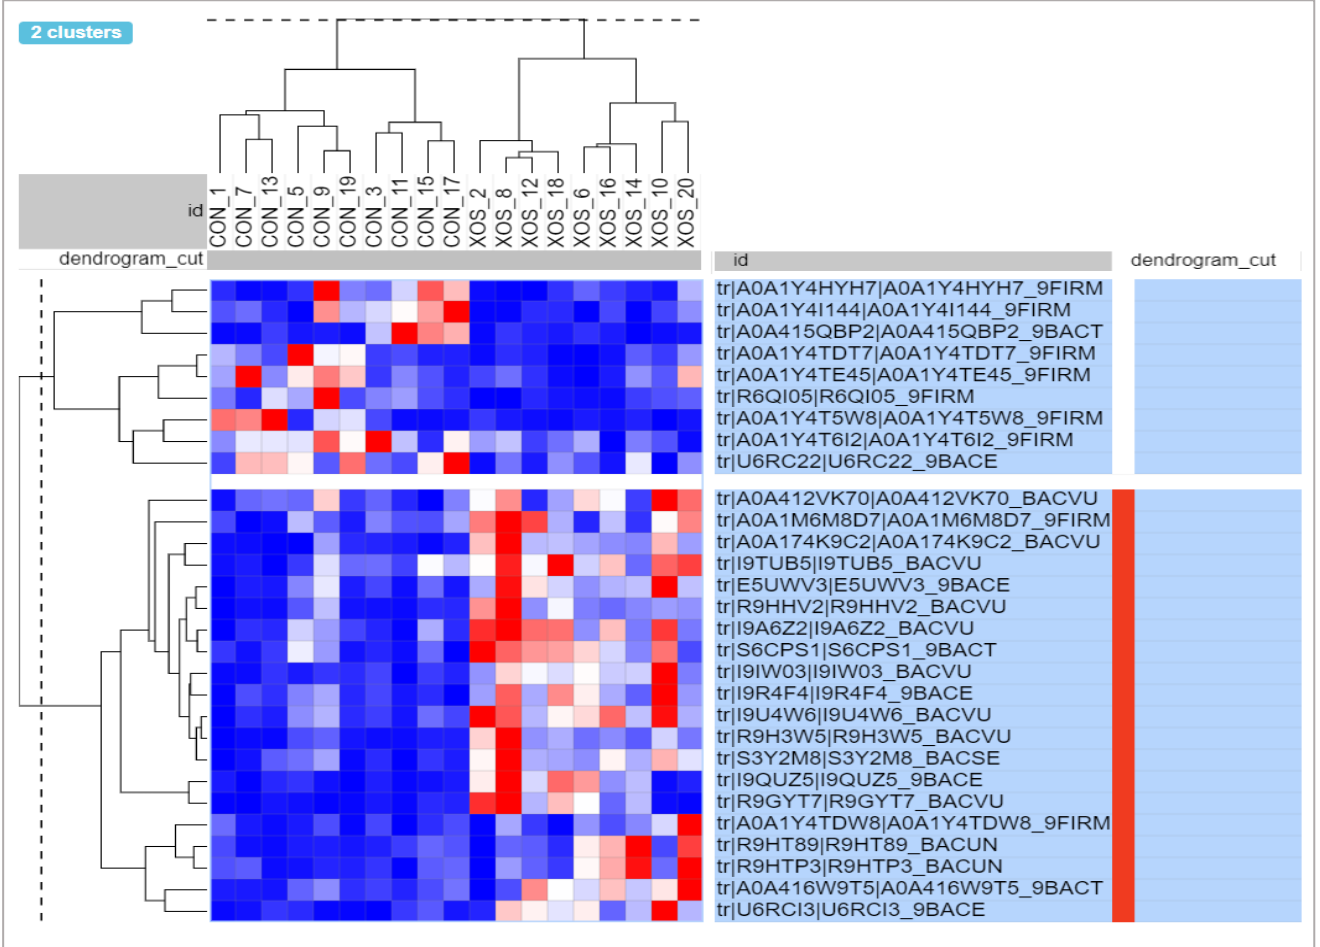 2 clusters
id
CON_1
CON_7
CON_13
CON_5
CON_9
CON_19
CON_3
CON_11
CON_15
CON_17
XOS_2
XOS_8
XOS_12
XOS_18
XOS_6
XOS_16
XOS_14
XOS_10
XOS_20
dendrogram_cut
id
dendrogram_cut
tr|A0A1Y4HYH7|A0A1Y4HYH7_9FIRM
tr|A0A1Y4I144|A0A1Y4I144_9FIRM
tr|A0A415QBP2|A0A415QBP2_9BACT
tr|A0A1Y4TDT7|A0A1Y4TDT7_9FIRM
tr|A0A1Y4TE45|A0A1Y4TE45_9FIRM
tr|R6QI05|R6QI05_9FIRM
tr|A0A1Y4T5W8|A0A1Y4T5W8_9FIRM
tr|A0A1Y4T6I2|A0A1Y4T6I2_9FIRM
tr|U6RC22|U6RC22_9BACE
tr|A0A412VK70|A0A412VK70_BACVU
tr|A0A1M6M8D7|A0A1M6M8D7_9FIRM
tr|A0A174K9C2|A0A174K9C2_BACVU
tr|I9TUB5|I9TUB5_BACVU
tr|E5UWV3|E5UWV3_9BACE
tr|R9HHV2|R9HHV2_BACVU
tr|I9A6Z2|I9A6Z2_BACVU
tr|S6CPS1|S6CPS1_9BACT
tr|I9IW03|I9IW03_BACVU
tr|I9R4F4|I9R4F4_9BACE
tr|I9U4W6|I9U4W6_BACVU
tr|R9H3W5|R9H3W5_BACVU
tr|S3Y2M8|S3Y2M8_BACSE
tr|I9QUZ5|I9QUZ5_9BACE
tr|R9GYT7|R9GYT7_BACVU
tr|A0A1Y4TDW8|A0A1Y4TDW8_9FIRM
tr|R9HT89|R9HT89_BACUN
tr|R9HTP3|R9HTP3_BACUN
tr|A0A416W9T5|A0A416W9T5_9BACT
tr|U6RCI3|U6RCI3_9BACE